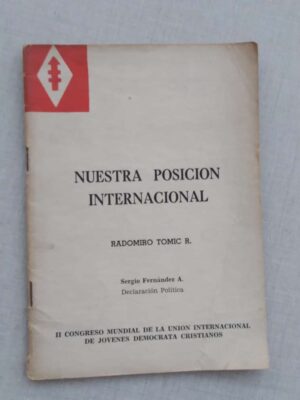 NUESTRA POSICION
INTERNACIONAL
RADOMIRO TOMIC R.
Sergio Fernández A.
Declaración Política
II CONGRESO MUNDIAL DE LA UNION INTERNACIONAL
DE JOVENES DEMOCRATA CRISTIANOS